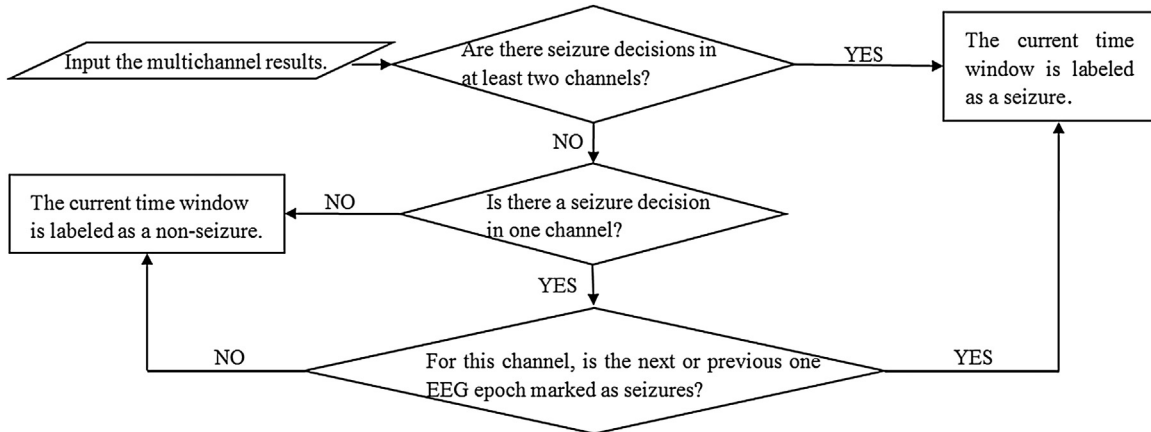 Input the multichannel results.
Are there seizure decisions in
at least two channels?
YES
The current time
window is labeled
as a seizure.
NO
Is there a seizure decision
in one channel?
NO
The current time window
is labeled as a non-seizure.
YES
For this channel, is the next or previous one
EEG epoch marked as seizures?
NO
YES